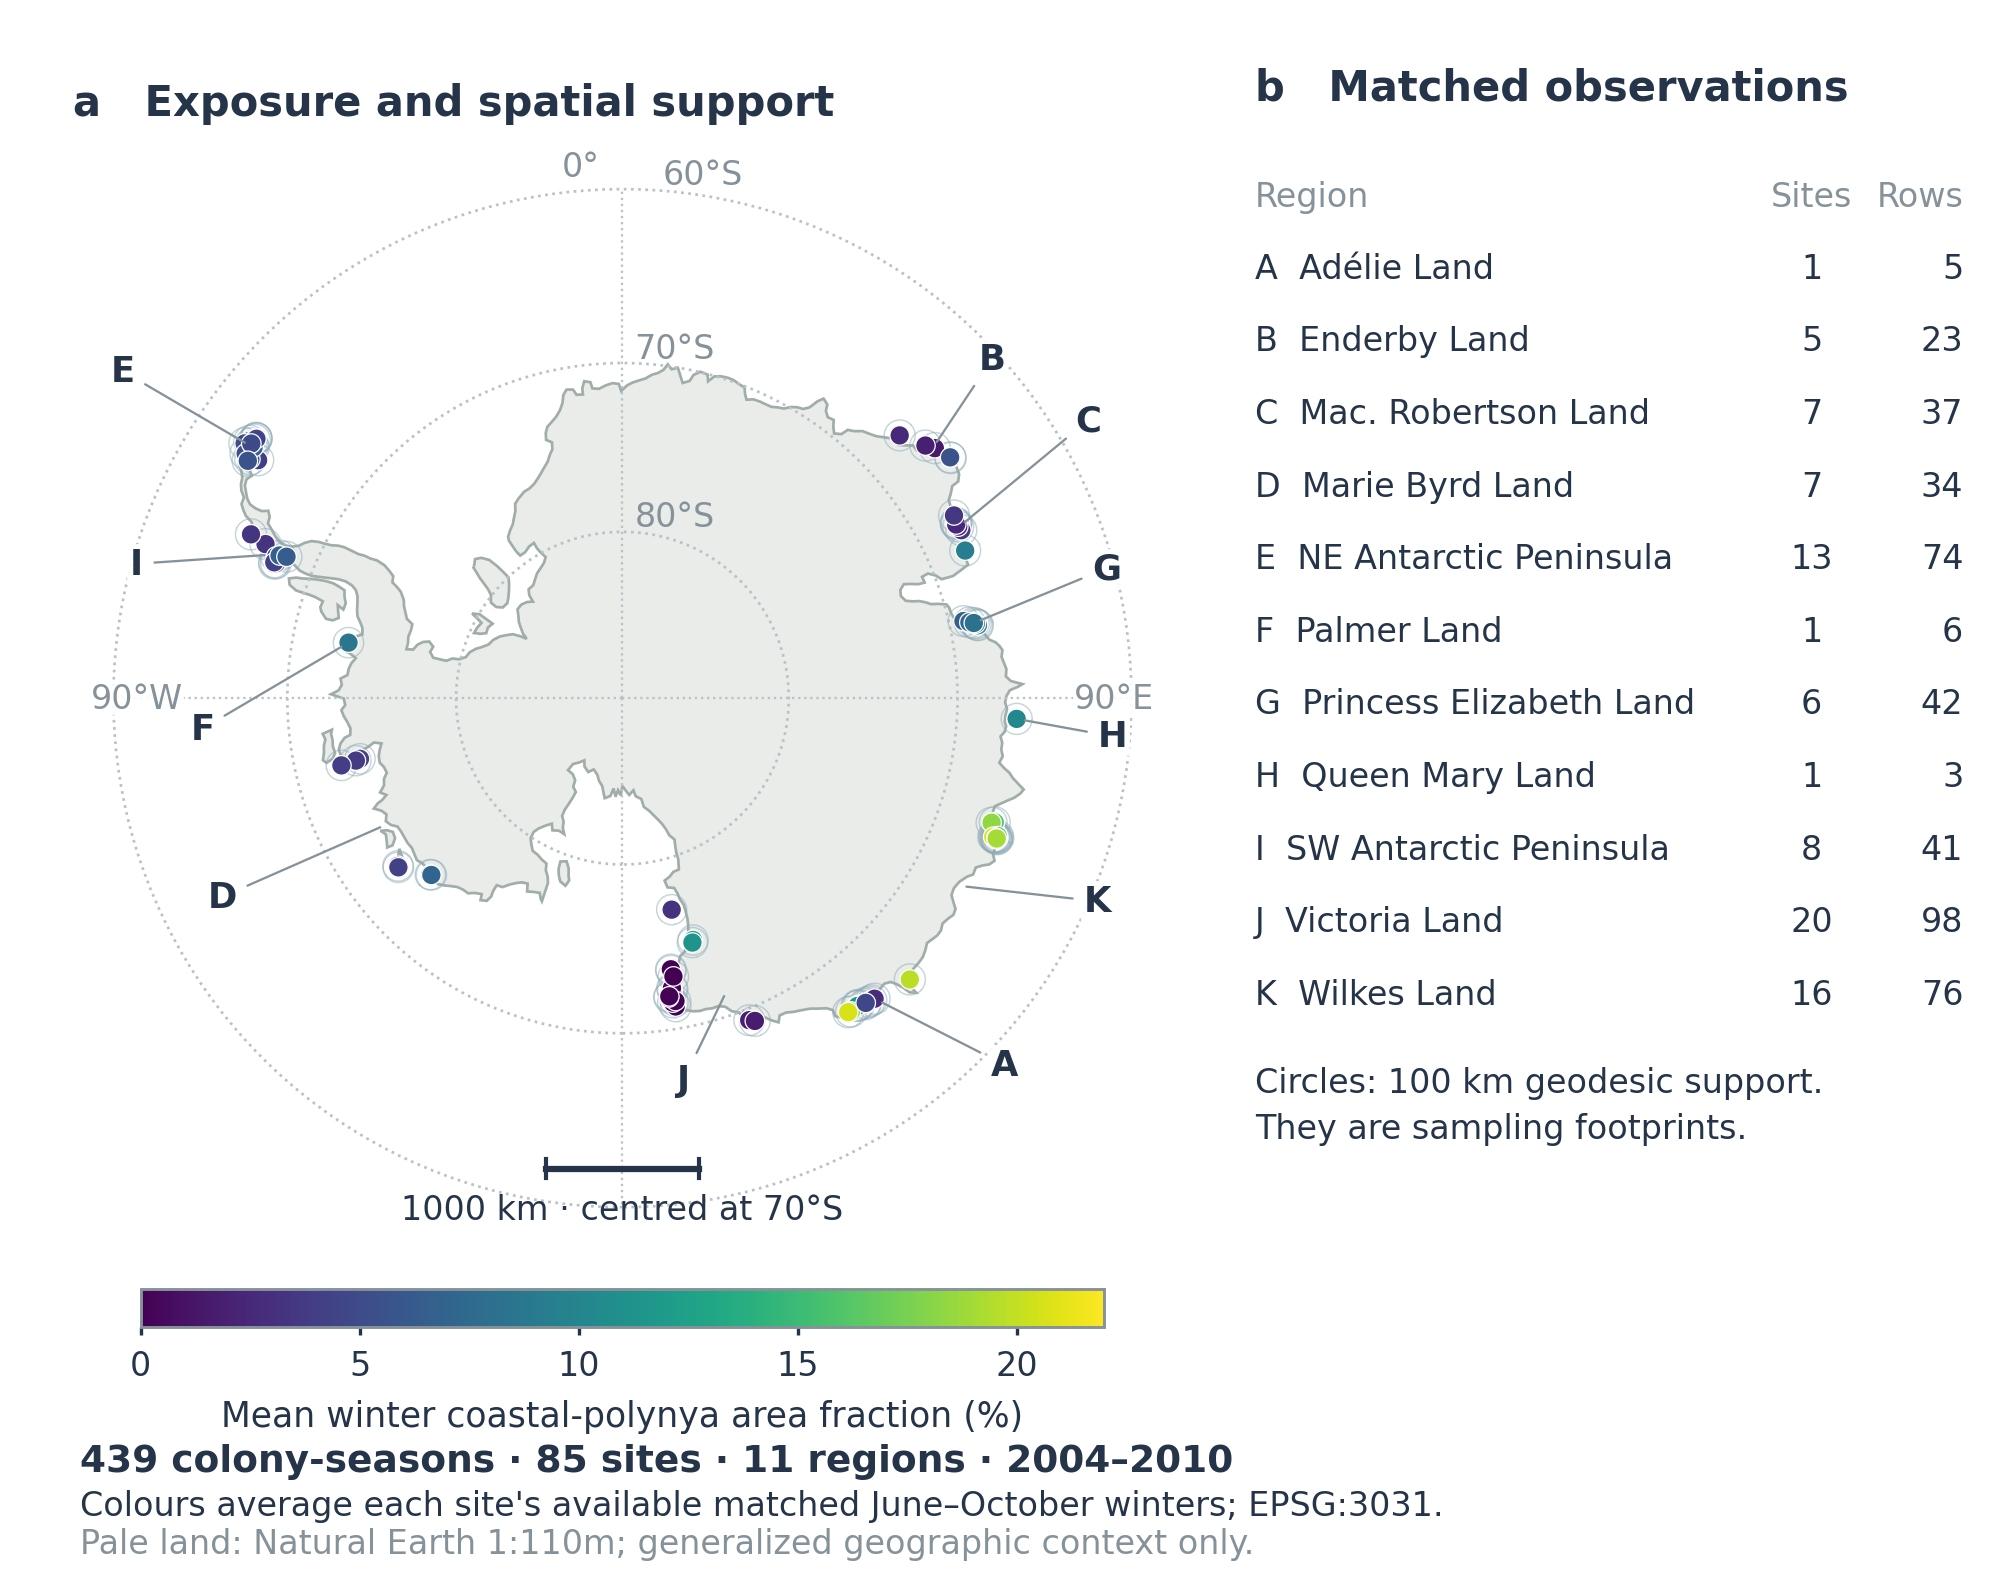 a Exposure and spatial support
0° 60°S
70°S
80°S
90°W
90°E
E
I
F
D
B
C
G
H
K
A
J
1000 km · centred at 70°S
0 5 10 15 20
Mean winter coastal-polynya area fraction (%)
b Matched observations
Region Sites Rows
A Adélie Land 1 5
B Enderby Land 5 23
C Mac. Robertson Land 7 37
D Marie Byrd Land 7 34
E NE Antarctic Peninsula 13 74
F Palmer Land 1 6
G Princess Elizabeth Land 6 42
H Queen Mary Land 1 3
I SW Antarctic Peninsula 8 41
J Victoria Land 20 98
K Wilkes Land 16 76
Circles: 100 km geodesic support.
They are sampling footprints.
439 colony-seasons · 85 sites · 11 regions · 2004–2010
Colours average each site's available matched June–October winters; EPSG:3031.
Pale land: Natural Earth 1:110m; generalized geographic context only.